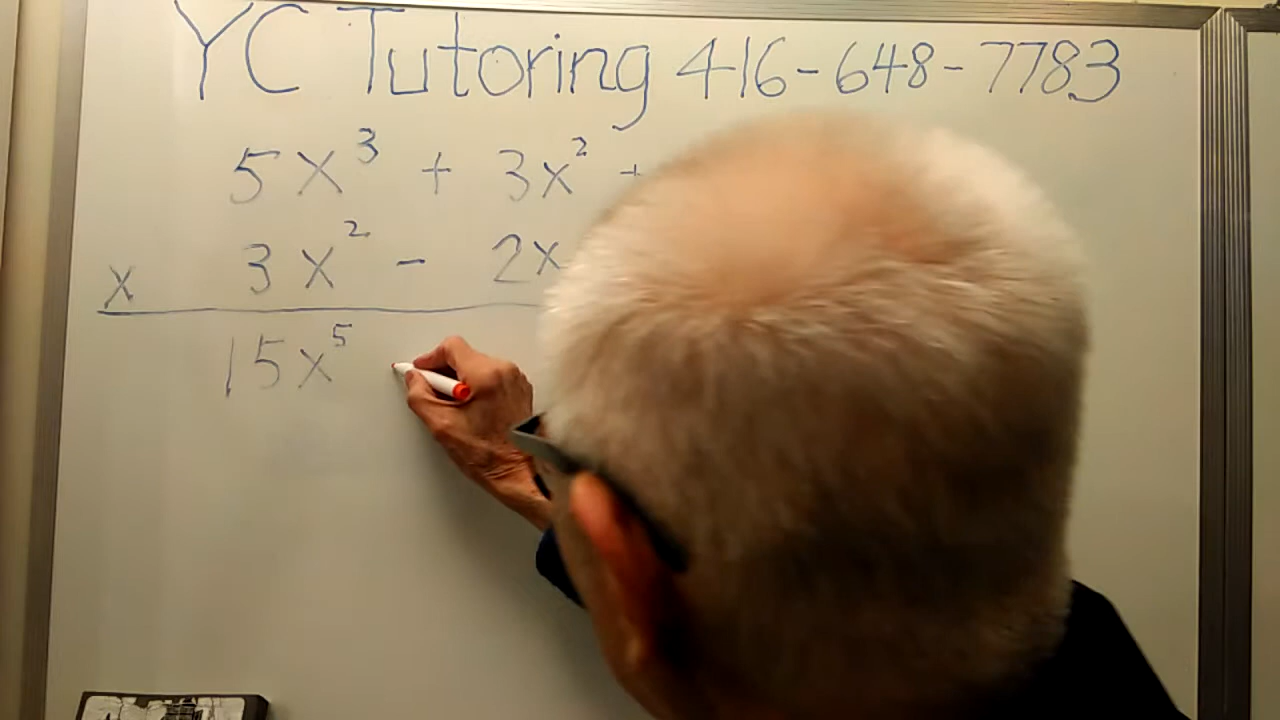 YC Tutoring 416-648-7783
5x³ + 3x² +
3x² - 2x
x
15x⁵